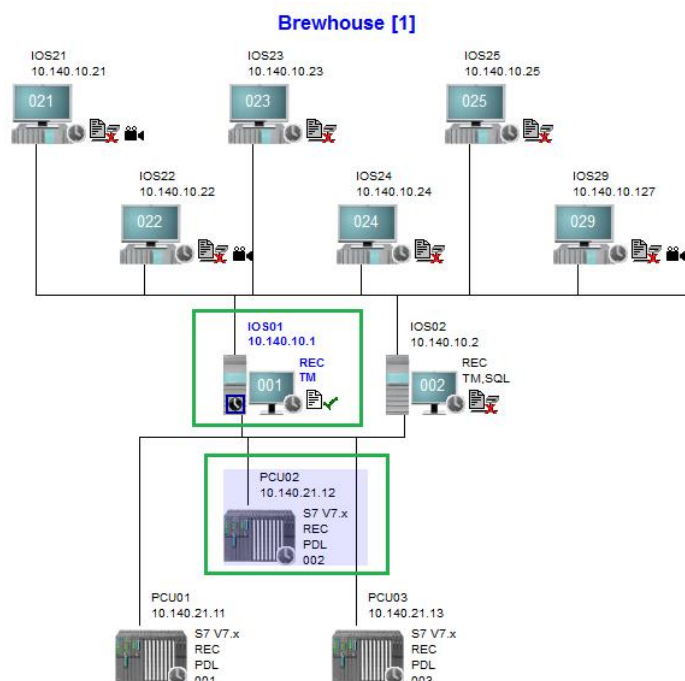 Brewhouse [1]
IOS21
10.140.10.21
021
IOS23
10.140.10.23
023
IOS25
10.140.10.25
025
IOS22
10.140.10.22
022
IOS24
10.140.10.24
024
IOS29
10.140.10.127
029
IOS01
10.140.10.1
REC
TM
001
IOS02
10.140.10.2
REC
TM,SQL
002
PCU02
10.140.21.12
S7 V7.x
REC
PDL
002
PCU01
10.140.21.11
S7 V7.x
REC
PDL
001
PCU03
10.140.21.13
S7 V7.x
REC
PDL
003